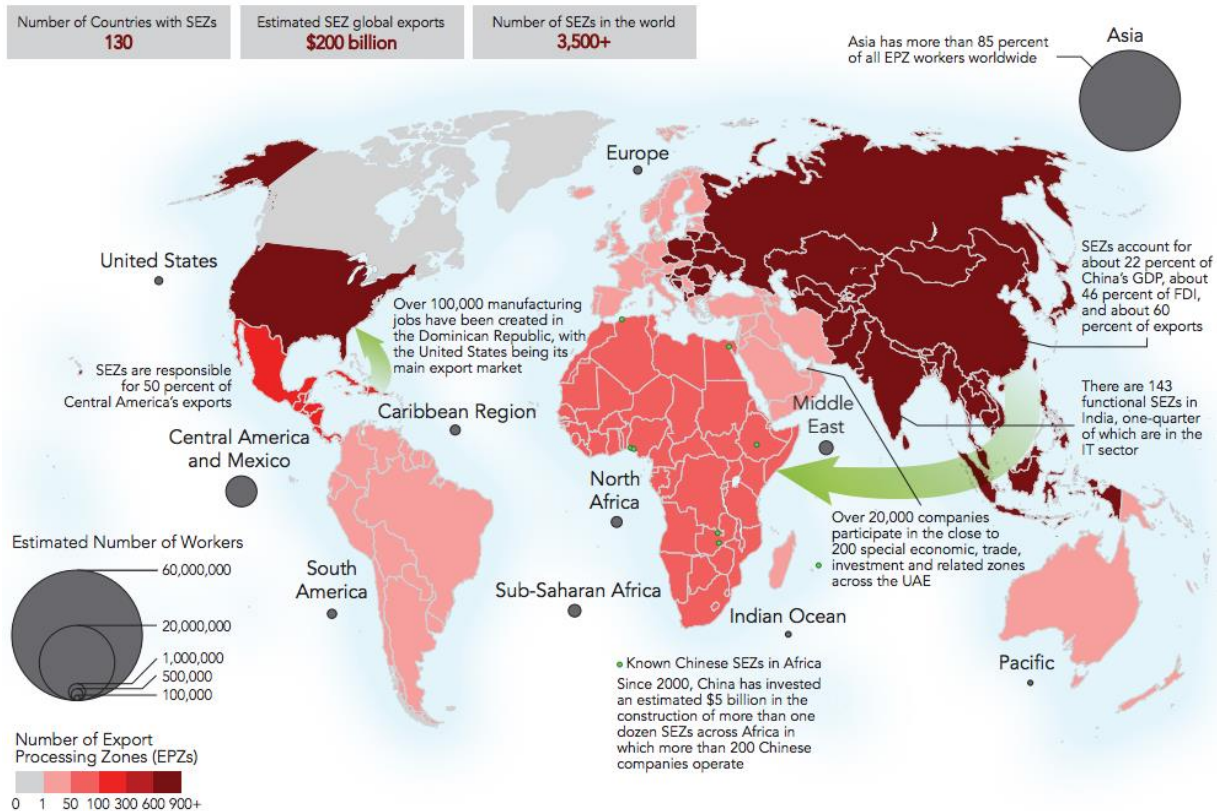 Number of Countries with SEZs
130
Estimated SEZ global exports
$200 billion
Number of SEZs in the world
3,500+
Asia has more than 85 percent
of all EPZ workers worldwide
Asia
Europe
United States
SEZs account for
about 22 percent of
China's GDP, about
46 percent of FDI,
and about 60
percent of exports
Over 100,000 manufacturing
jobs have been created in
the Dominican Republic, with
the United States being its
main export market
SEZs are responsible
for 50 percent of
Central America's exports
Caribbean Region
Central America
and Mexico
Middle
East
There are 143
functional SEZs in
India, one-quarter
of which are in the
IT sector
North
Africa
Over 20,000 companies
participate in the close to
200 special economic, trade,
investment and related zones
across the UAE
South
America
Sub-Saharan Africa
Indian Ocean
Pacific
Estimated Number of Workers
60,000,000
20,000,000
1,000,000
500,000
100,000
Known Chinese SEZs in Africa
Since 2000, China has invested
an estimated $5 billion in the
construction of more than one
dozen SEZs across Africa in
which more than 200 Chinese
companies operate
Number of Export
Processing Zones (EPZs)
0 1 50 100 300 600 900+